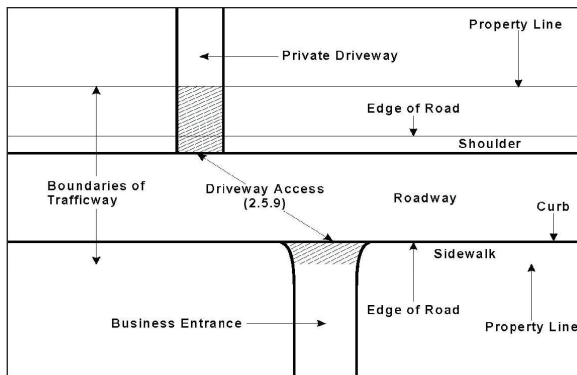 Property Line
Private Driveway
Edge of Road
Shoulder
Boundaries of
Trafficway
Driveway Access
(2.5.9)
Roadway
Curb
Sidewalk
Business Entrance
Edge of Road
Property Line